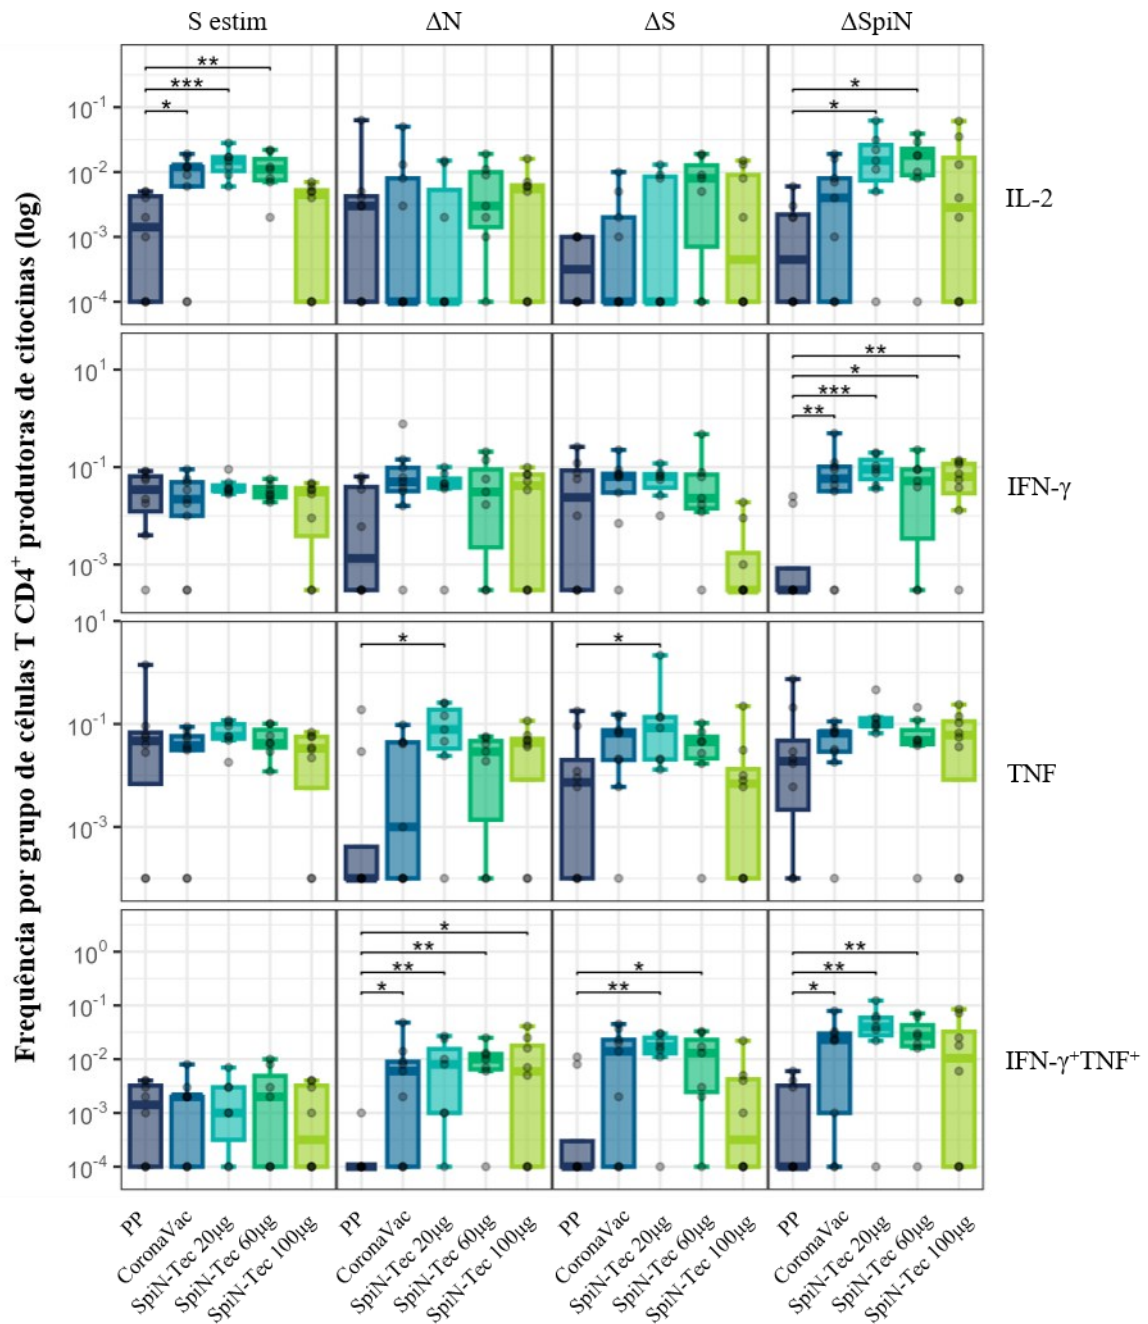 S estim ΔN ΔS ΔSpiN
Frequência por grupo de células T CD4⁺ produtoras de citocinas (log)
** *
*** *
*
10⁻¹
10⁻²
10⁻³
10⁻⁴
IL-2
**
*
***
**
10¹
10⁻¹
10⁻³
IFN-γ
* *
10¹
10⁻¹
10⁻³
TNF
*
** * **
** ** **
* *
10⁰
10⁻¹
10⁻²
10⁻³
10⁻⁴
IFN-γ⁺TNF⁺
PP CoronaVac SpiN-Tec 20µg SpiN-Tec 60µg SpiN-Tec 100µg
PP CoronaVac SpiN-Tec 20µg SpiN-Tec 60µg SpiN-Tec 100µg
PP CoronaVac SpiN-Tec 20µg SpiN-Tec 60µg SpiN-Tec 100µg
PP CoronaVac SpiN-Tec 20µg SpiN-Tec 60µg SpiN-Tec 100µg